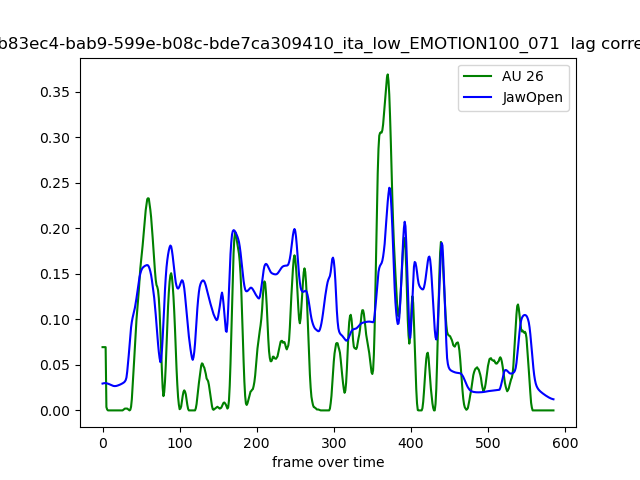 b83ec4-bab9-599e-b08c-bde7ca309410_ita_low_EMOTION100_071 lag corre
AU 26
JawOpen
0.35
0.30
0.25
0.20
0.15
0.10
0.05
0.00
0 100 200 300 400 500 600
frame over time